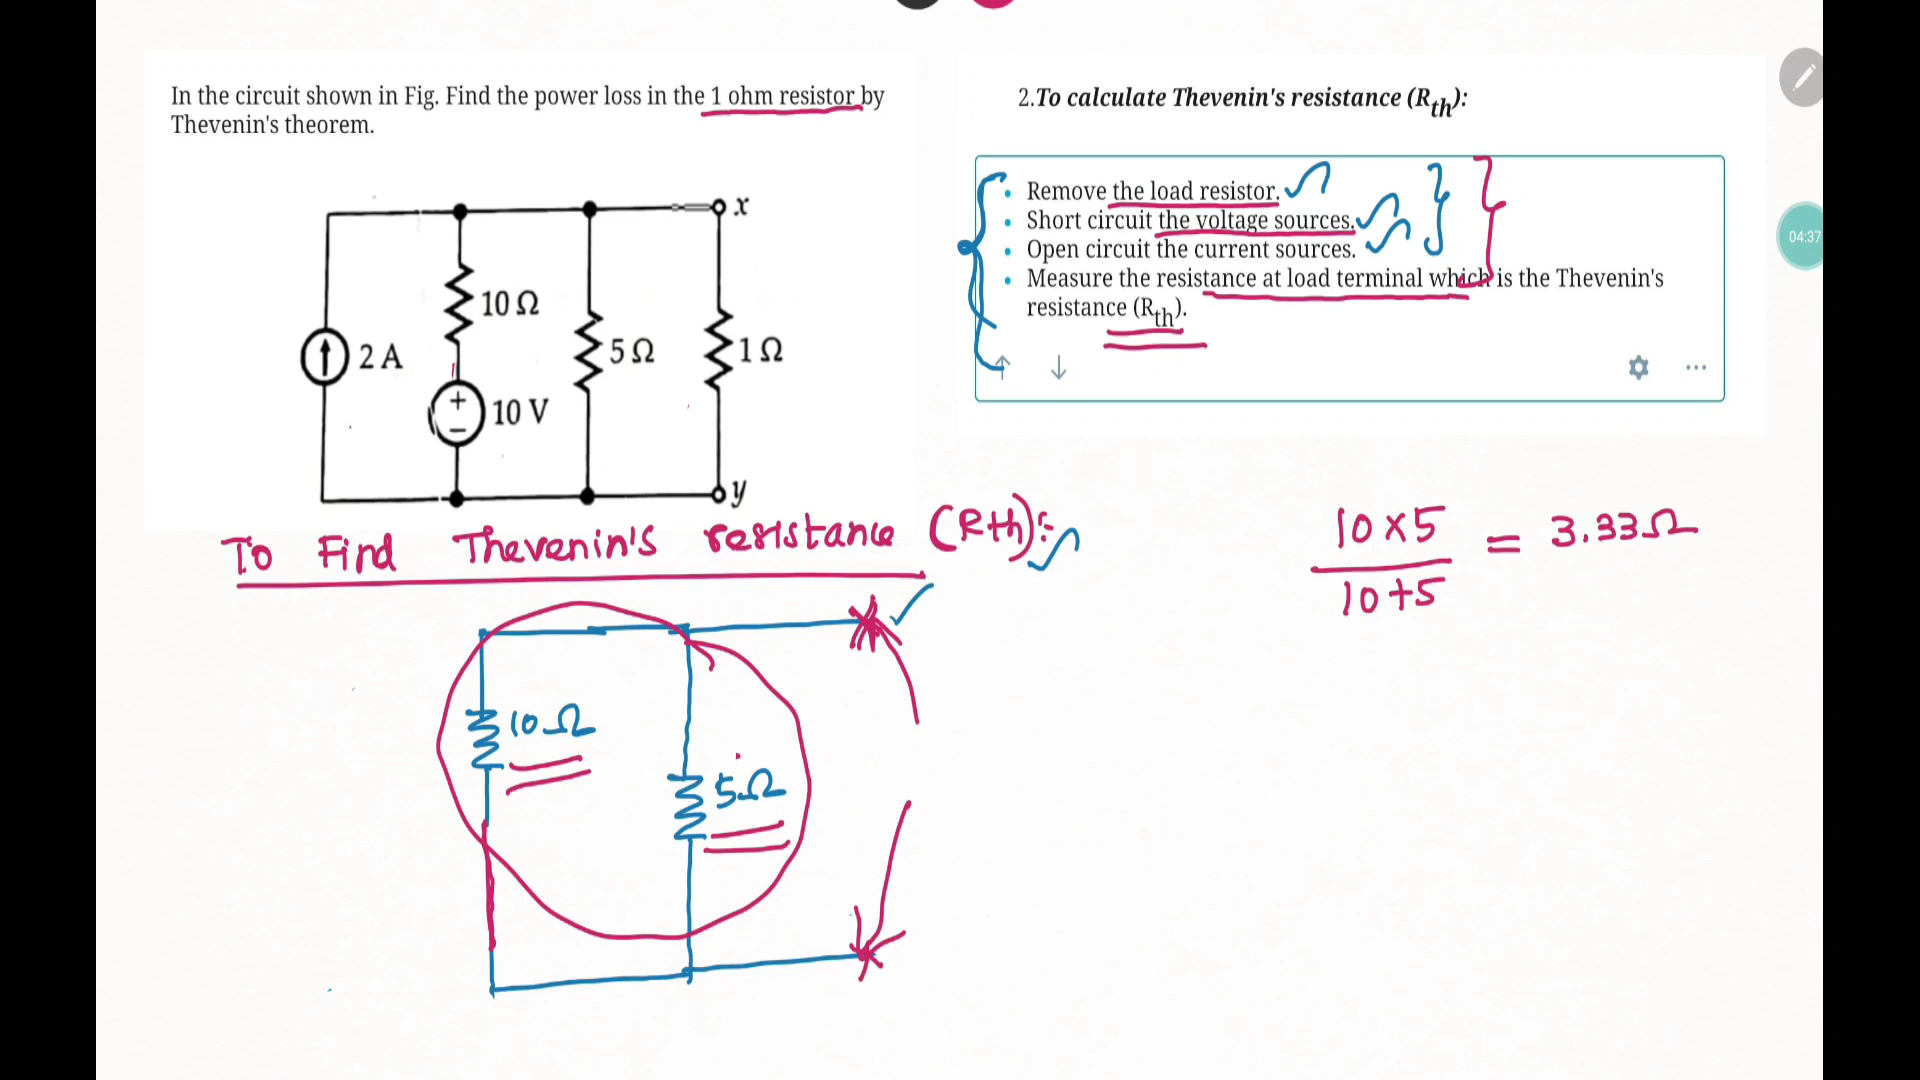 In the circuit shown in Fig. Find the power loss in the 1 ohm resistor by
Thevenin's theorem.
x
10 Ω
2 A
5 Ω
1 Ω
+
−
10 V
y
2.To calculate Thevenin's resistance (Rth):
• Remove the load resistor.
• Short circuit the voltage sources.
• Open circuit the current sources.
• Measure the resistance at load terminal which is the Thevenin's
resistance (Rth).
04:37
To Find Thevenin's resistance (Rth):
10Ω
5Ω
10 x 5
10+5
= 3.33Ω